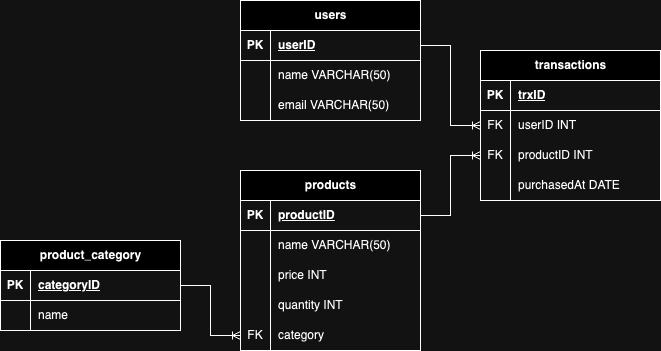 users
PK userID
name VARCHAR(50)
email VARCHAR(50)
transactions
PK trxID
FK userID INT
FK productID INT
purchasedAt DATE
products
PK productID
name VARCHAR(50)
price INT
quantity INT
FK category
product_category
PK categoryID
name